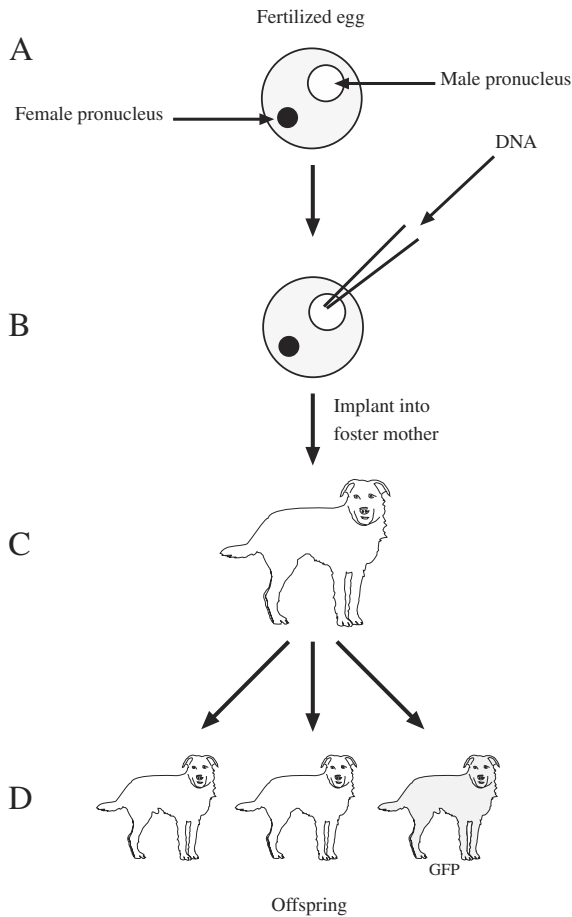 Fertilized egg
A
Male pronucleus
Female pronucleus
DNA
B
Implant into
foster mother
C
D
GFP
Offspring